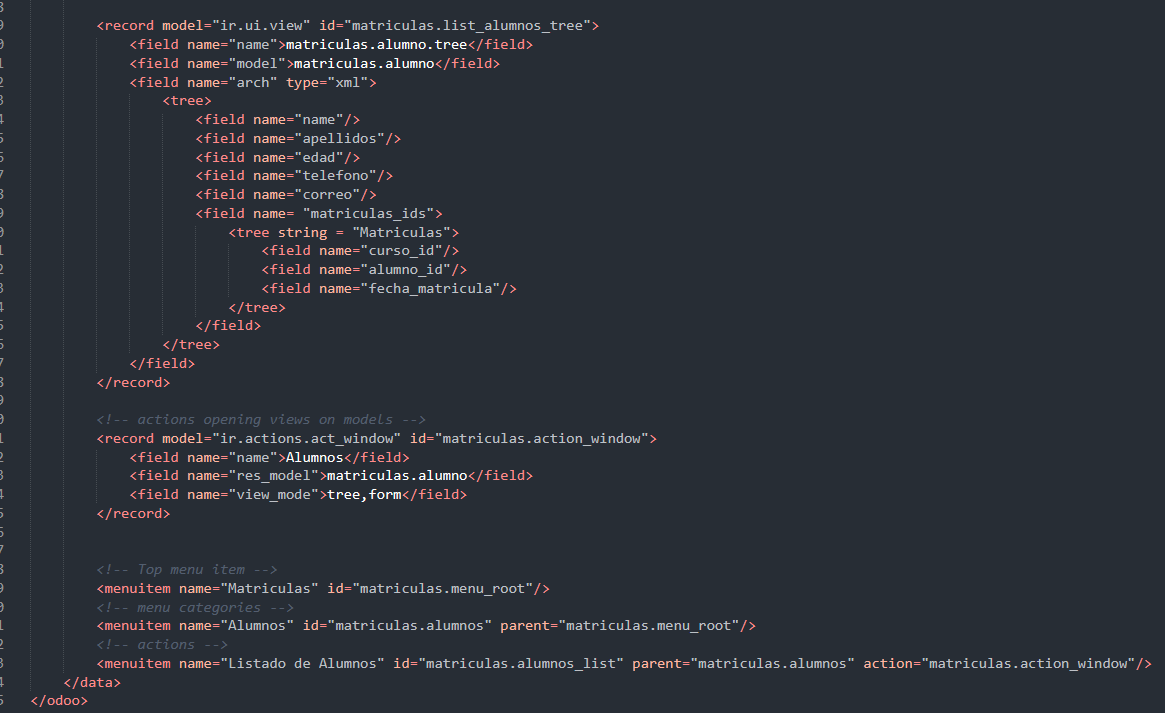 <record model="ir.ui.view" id="matriculas.list_alumnos_tree">
<field name="name">matriculas.alumno.tree</field>
<field name="model">matriculas.alumno</field>
<field name="arch" type="xml">
<tree>
<field name="name"/>
<field name="apellidos"/>
<field name="edad"/>
<field name="telefono"/>
<field name="correo"/>
<field name= "matriculas_ids">
<tree string = "Matriculas">
<field name="curso_id"/>
<field name="alumno_id"/>
<field name="fecha_matricula"/>
</tree>
</field>
</tree>
</field>
</record>
<!-- actions opening views on models -->
<record model="ir.actions.act_window" id="matriculas.action_window">
<field name="name">Alumnos</field>
<field name="res_model">matriculas.alumno</field>
<field name="view_mode">tree,form</field>
</record>
<!-- Top menu item -->
<menuitem name="Matriculas" id="matriculas.menu_root"/>
<!-- menu categories -->
<menuitem name="Alumnos" id="matriculas.alumnos" parent="matriculas.menu_root"/>
<!-- actions -->
<menuitem name="Listado de Alumnos" id="matriculas.alumnos_list" parent="matriculas.alumnos" action="matriculas.action_window"/>
</data>
</odoo>